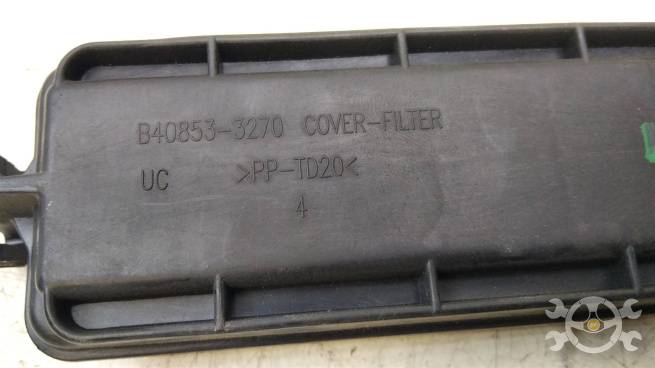 B40853-3270 COVER-FILTER
UC >PP-TD20<
4